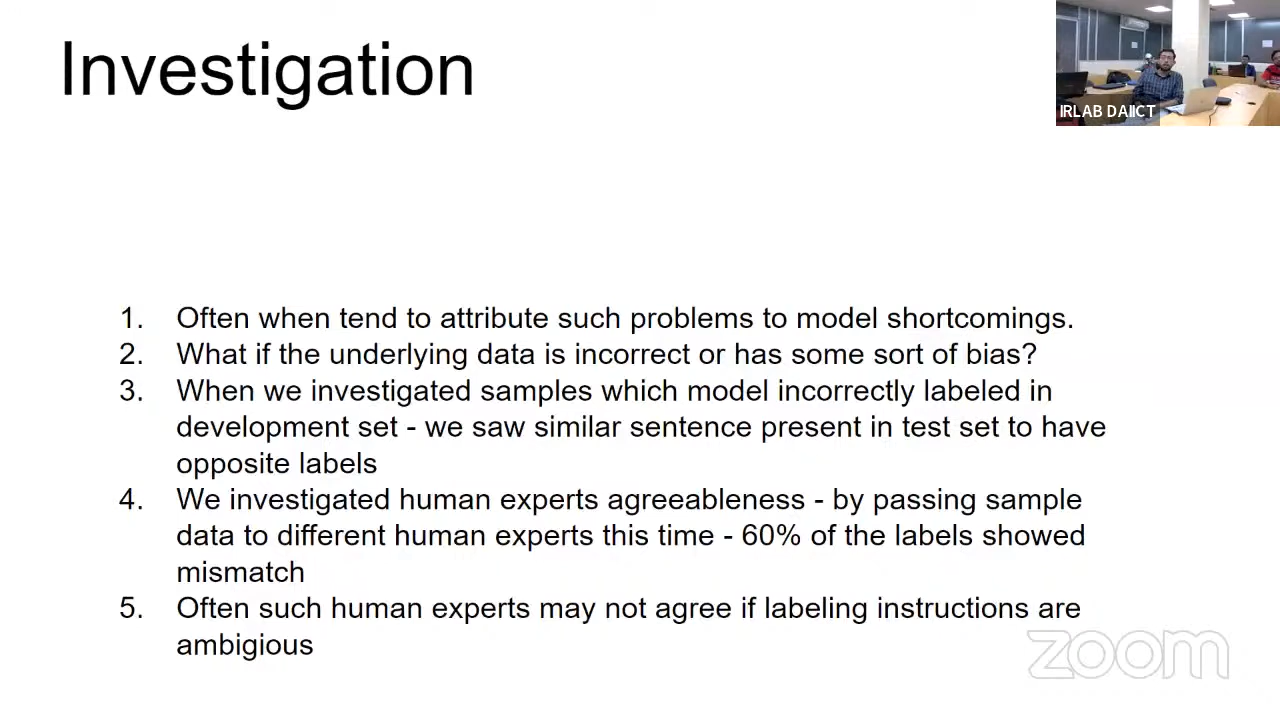 Investigation
IRLAB DAIICT
1. Often when tend to attribute such problems to model shortcomings.
2. What if the underlying data is incorrect or has some sort of bias?
3. When we investigated samples which model incorrectly labeled in
development set - we saw similar sentence present in test set to have
opposite labels
4. We investigated human experts agreeableness - by passing sample
data to different human experts this time - 60% of the labels showed
mismatch
5. Often such human experts may not agree if labeling instructions are
ambigious
zoom